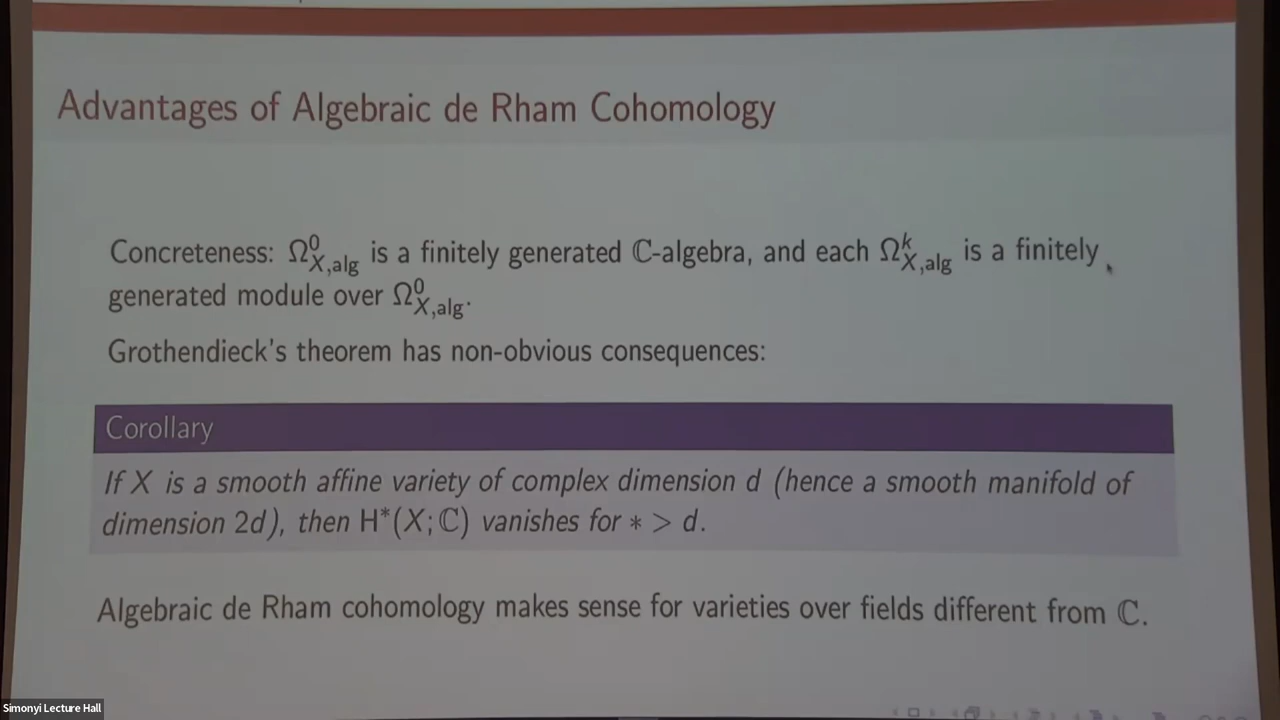 Advantages of Algebraic de Rham Cohomology
Concreteness: Ω⁰_{X,alg} is a finitely generated ℂ-algebra, and each Ω^k_{X,alg} is a finitely
generated module over Ω⁰_{X,alg}.
Grothendieck's theorem has non-obvious consequences:
Corollary
If X is a smooth affine variety of complex dimension d (hence a smooth manifold of
dimension 2d), then H*(X; ℂ) vanishes for * > d.
Algebraic de Rham cohomology makes sense for varieties over fields different from ℂ.
Simonyi Lecture Hall